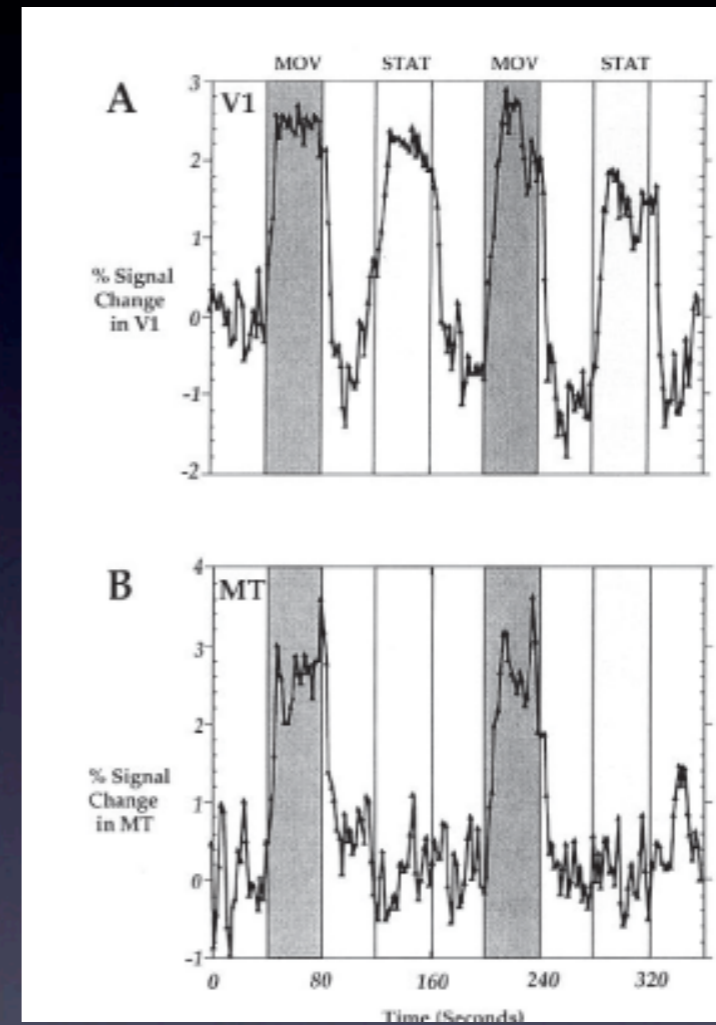 MOV STAT MOV STAT
A
V1
3
2
1
0
-1
-2
% Signal
Change
in V1
B
MT
4
3
2
1
0
-1
% Signal
Change
in MT
0 80 160 240 320
Time (Seconds)